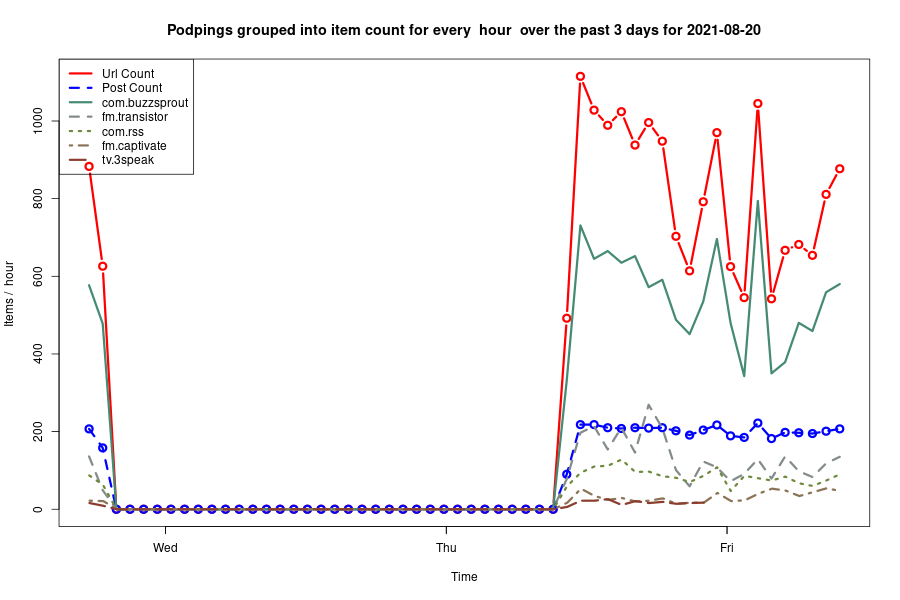 Podpings grouped into item count for every  hour  over the past 3 days for 2021-08-20
Url Count
Post Count
com.buzzsprout
fm.transistor
com.rss
fm.captivate
tv.3speak
1000
800
600
400
200
0
Items /  hour
Wed
Thu
Fri
Time